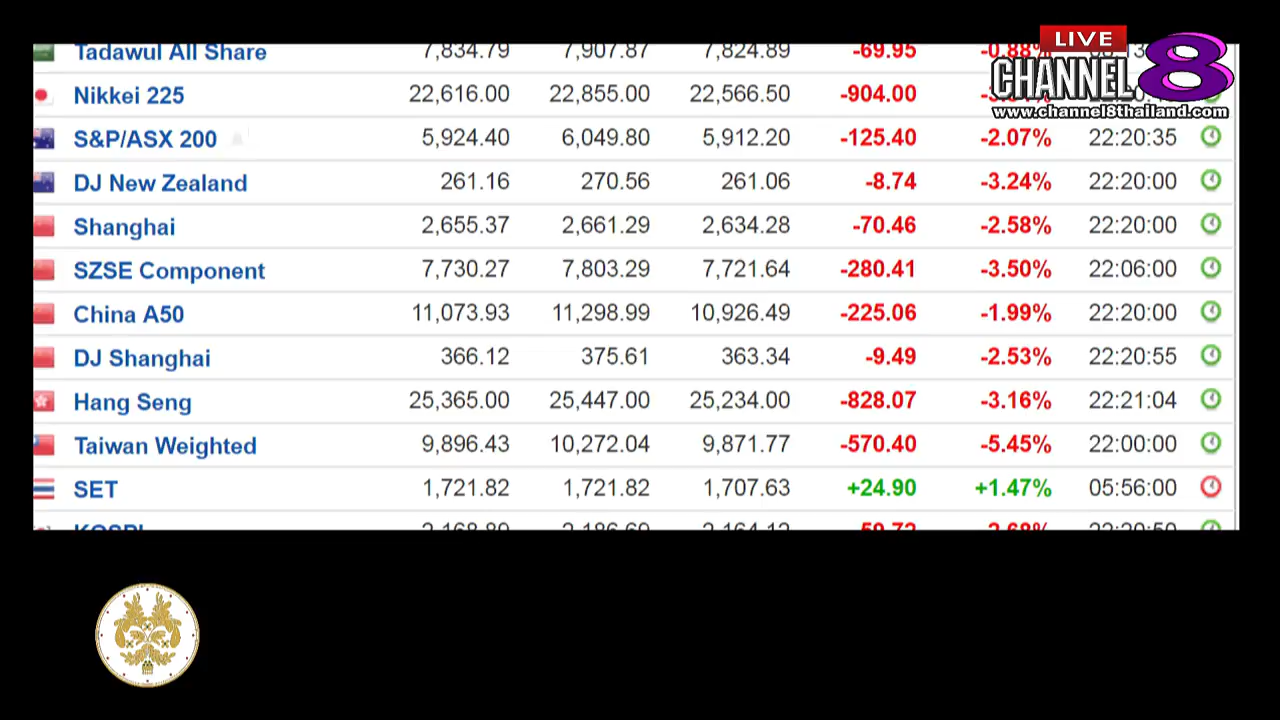 Tadawul All Share 7,834.79 7,907.87 7,824.89 -69.95 -0.88%
LIVE
CHANNEL 8
www.channel8thailand.com
Nikkei 225 22,616.00 22,855.00 22,566.50 -904.00
S&P/ASX 200 5,924.40 6,049.80 5,912.20 -125.40 -2.07% 22:20:35
DJ New Zealand 261.16 270.56 261.06 -8.74 -3.24% 22:20:00
Shanghai 2,655.37 2,661.29 2,634.28 -70.46 -2.58% 22:20:00
SZSE Component 7,730.27 7,803.29 7,721.64 -280.41 -3.50% 22:06:00
China A50 11,073.93 11,298.99 10,926.49 -225.06 -1.99% 22:20:00
DJ Shanghai 366.12 375.61 363.34 -9.49 -2.53% 22:20:55
Hang Seng 25,365.00 25,447.00 25,234.00 -828.07 -3.16% 22:21:04
Taiwan Weighted 9,896.43 10,272.04 9,871.77 -570.40 -5.45% 22:00:00
SET 1,721.82 1,721.82 1,707.63 +24.90 +1.47% 05:56:00
KOSPI